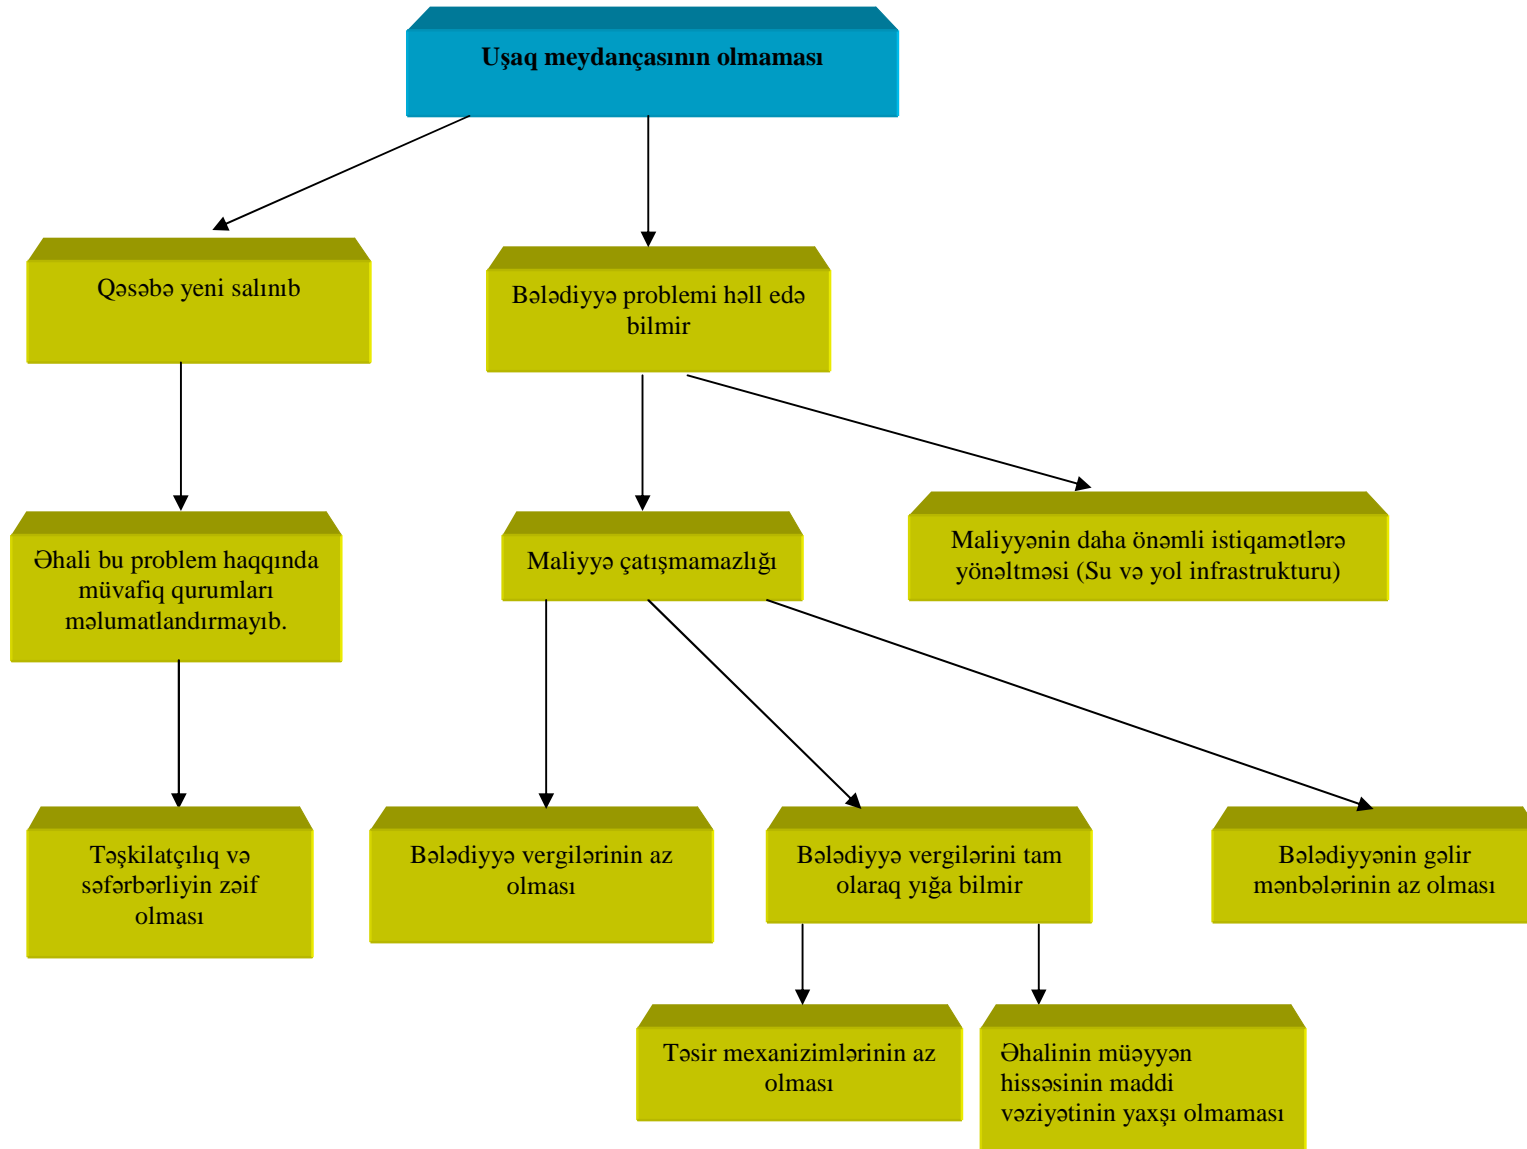 Uşaq meydançasının olmaması
Qəsəbə yeni salınıb
Bələdiyyə problemi həll edə
bilmir
Əhali bu problem haqqında
müvafiq qurumları
məlumatlandırmayıb.
Maliyyə çatışmamazlığı
Maliyyənin daha önəmli istiqamətlərə
yönəltməsi (Su və yol infrastrukturu)
Təşkilatçılıq və
səfərbərliyin zəif
olması
Bələdiyyə vergilərinin az
olması
Bələdiyyə vergilərini tam
olaraq yığa bilmir
Bələdiyyənin gəlir
mənbələrinin az olması
Təsir mexanizimlərinin az
olması
Əhalinin müəyyən
hissəsinin maddi
vəziyətinin yaxşı olmaması